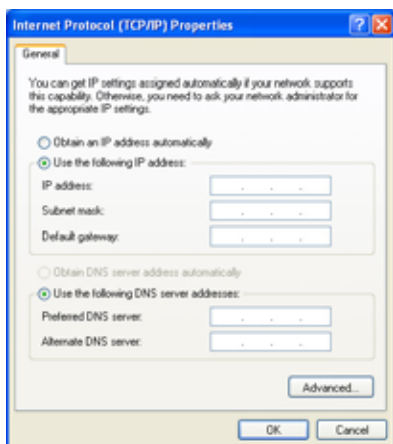 Internet Protocol (TCP/IP) Properties
General
You can get IP settings assigned automatically if your network supports
this capability. Otherwise, you need to ask your network administrator for
the appropriate IP settings.
Obtain an IP address automatically
Use the following IP address:
IP address:
Subnet mask:
Default gateway:
Obtain DNS server address automatically
Use the following DNS server addresses:
Preferred DNS server:
Alternate DNS server:
Advanced...
OK Cancel